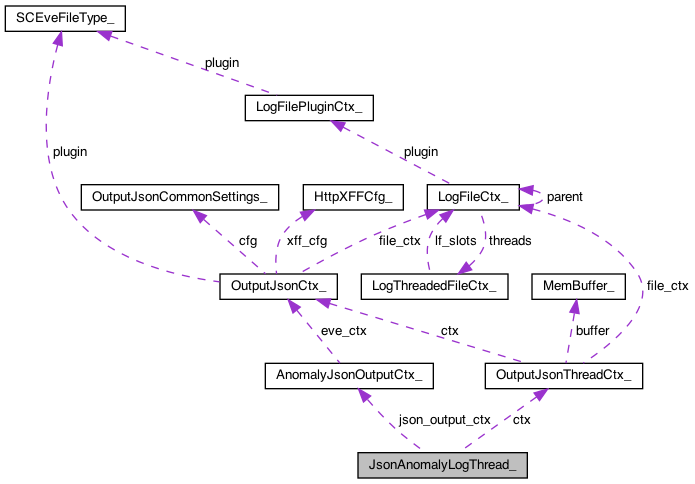 SCEveFileType_
plugin
LogFilePluginCtx_
plugin
plugin
OutputJsonCommonSettings_
HttpXFFCfg_
LogFileCtx_
parent
cfg
xff_cfg
file_ctx
lf_slots
threads
OutputJsonCtx_
LogThreadedFileCtx_
MemBuffer_
file_ctx
eve_ctx
ctx
buffer
AnomalyJsonOutputCtx_
OutputJsonThreadCtx_
json_output_ctx
ctx
JsonAnomalyLogThread_